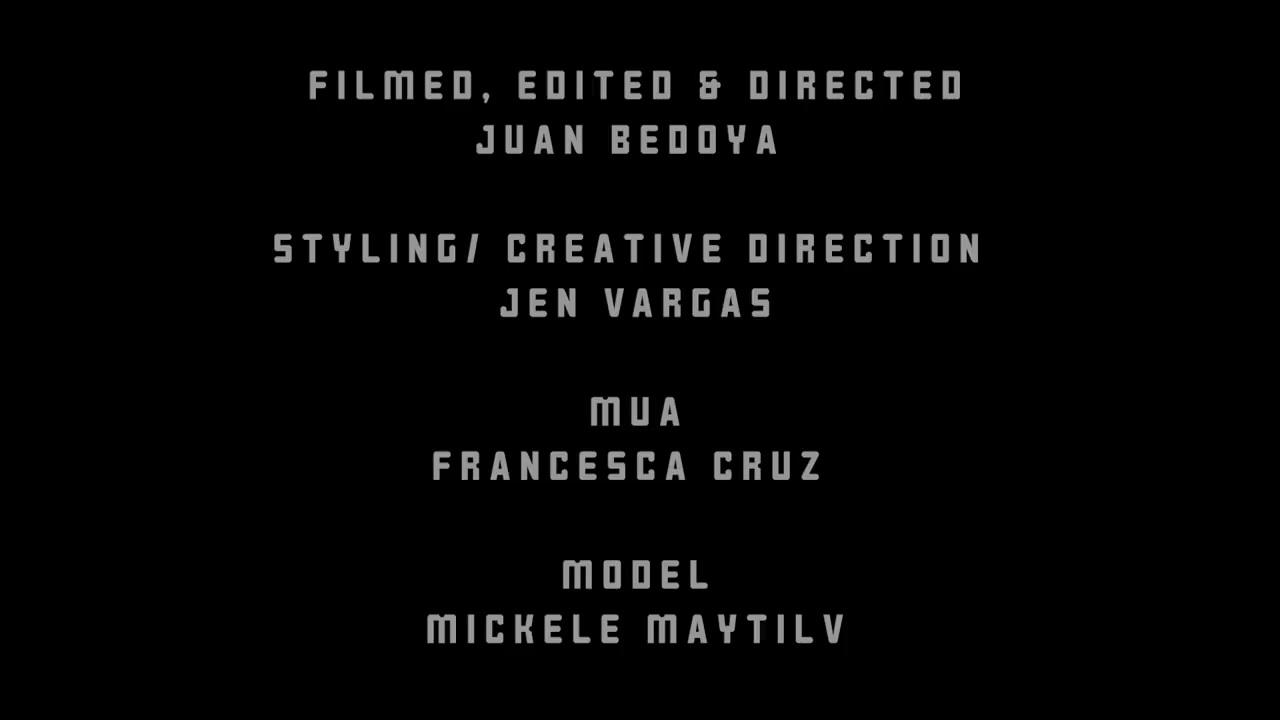 FILMED, EDITED & DIRECTED
JUAN BEDOYA
STYLING/ CREATIVE DIRECTION
JEN VARGAS
MUA
FRANCESCA CRUZ
MODEL
MICKELE MAYTILV